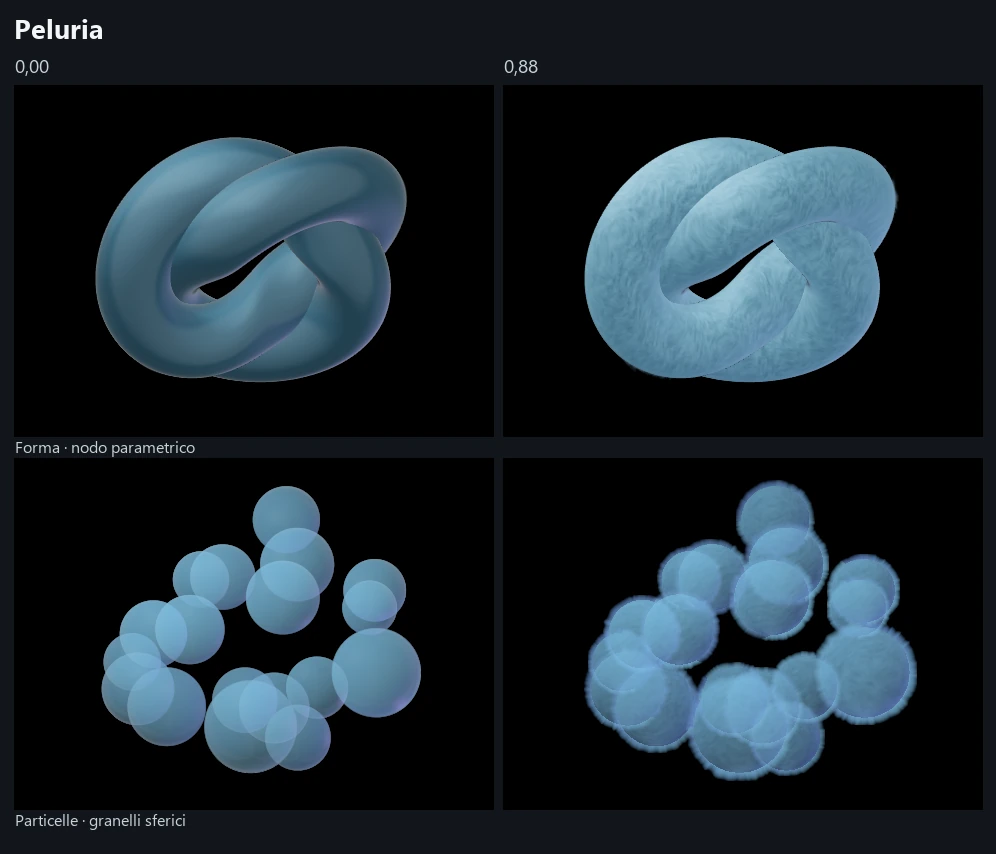 Peluria
0,00
0,88
Forma · nodo parametrico
Particelle · granelli sferici